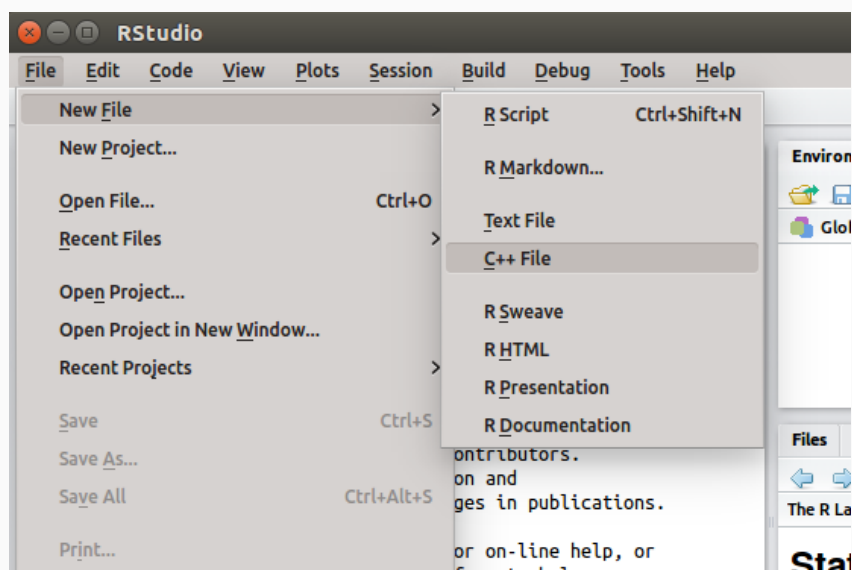 RStudio
File Edit Code View Plots Session Build Debug Tools Help
New File
New Project...
Open File... Ctrl+O
Recent Files
Open Project...
Open Project in New Window...
Recent Projects
Save Ctrl+S
Save As...
Save All Ctrl+Alt+S
Print...
R Script Ctrl+Shift+N
R Markdown...
Text File
C++ File
R Sweave
R HTML
R Presentation
R Documentation
ontributors.
on and
ges in publications.
or on-line help, or
Environ
Glo
Files
The R La
Stat